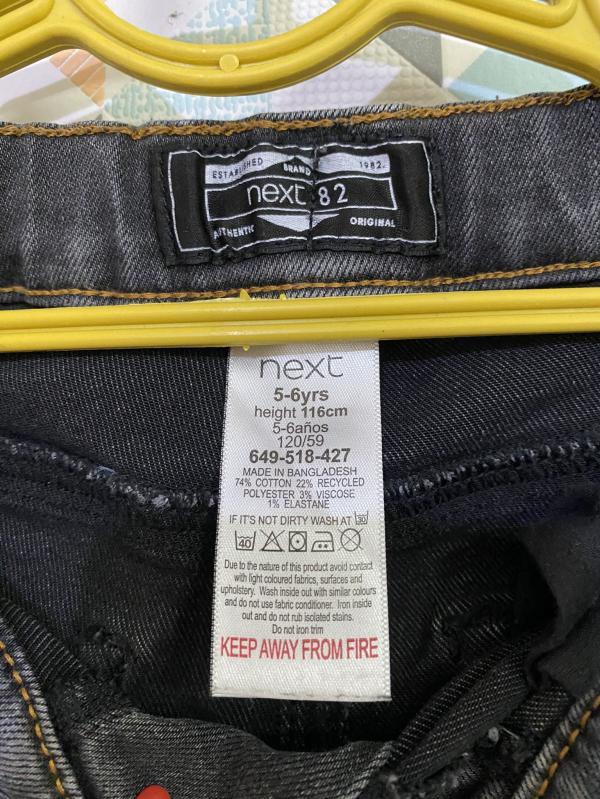 ESTABLISHED BRAND 1982.
next 82
AUTHENTIC ORIGINAL
next
5-6yrs
height 116cm
5-6años
120/59
649-518-427
MADE IN BANGLADESH
74% COTTON 22% RECYCLED
POLYESTER 3% VISCOSE
1% ELASTANE
IF IT'S NOT DIRTY WASH AT 30
40
Due to the nature of this product avoid contact
with light coloured fabrics, surfaces and
upholstery. Wash inside out with similar colours
and do not use fabric conditioner. Iron inside
out and do not rub isolated stains.
Do not iron trim
KEEP AWAY FROM FIRE